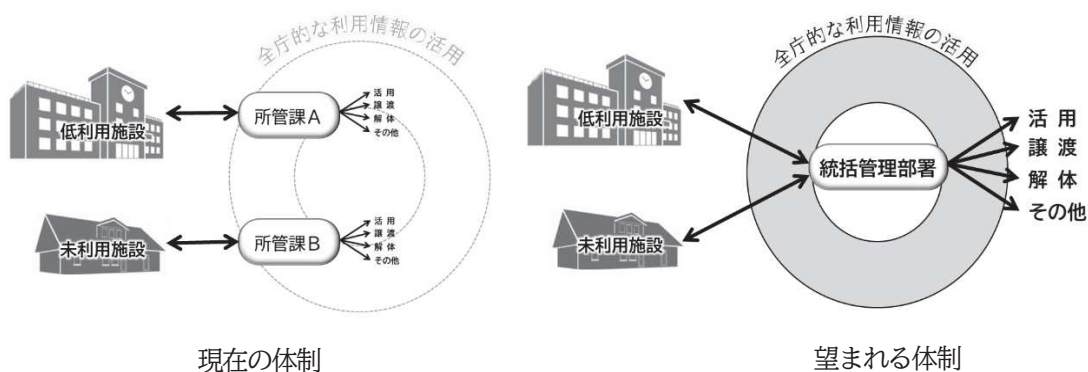 全庁的な利用情報の活用
低利用施設
所管課A
活用
譲渡
解体
その他
未利用施設
所管課B
活用
譲渡
解体
その他
現在の体制
全庁的な利用情報の活用
低利用施設
統括管理部署
活用
譲渡
解体
その他
未利用施設
望まれる体制